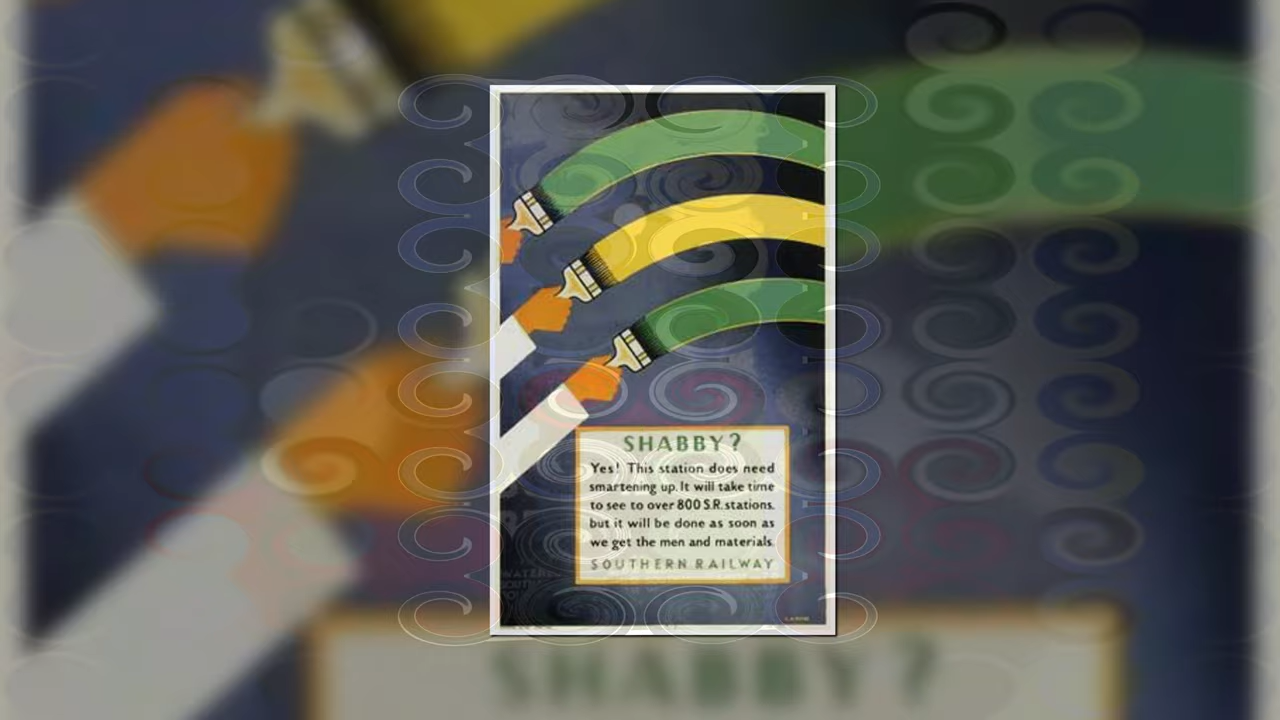 SHABBY?
Yes! This station does need
smartening up. It will take time
to see to over 800 S.R. stations.
but it will be done as soon as
we get the men and materials.
SOUTHERN RAILWAY
SHABBY?